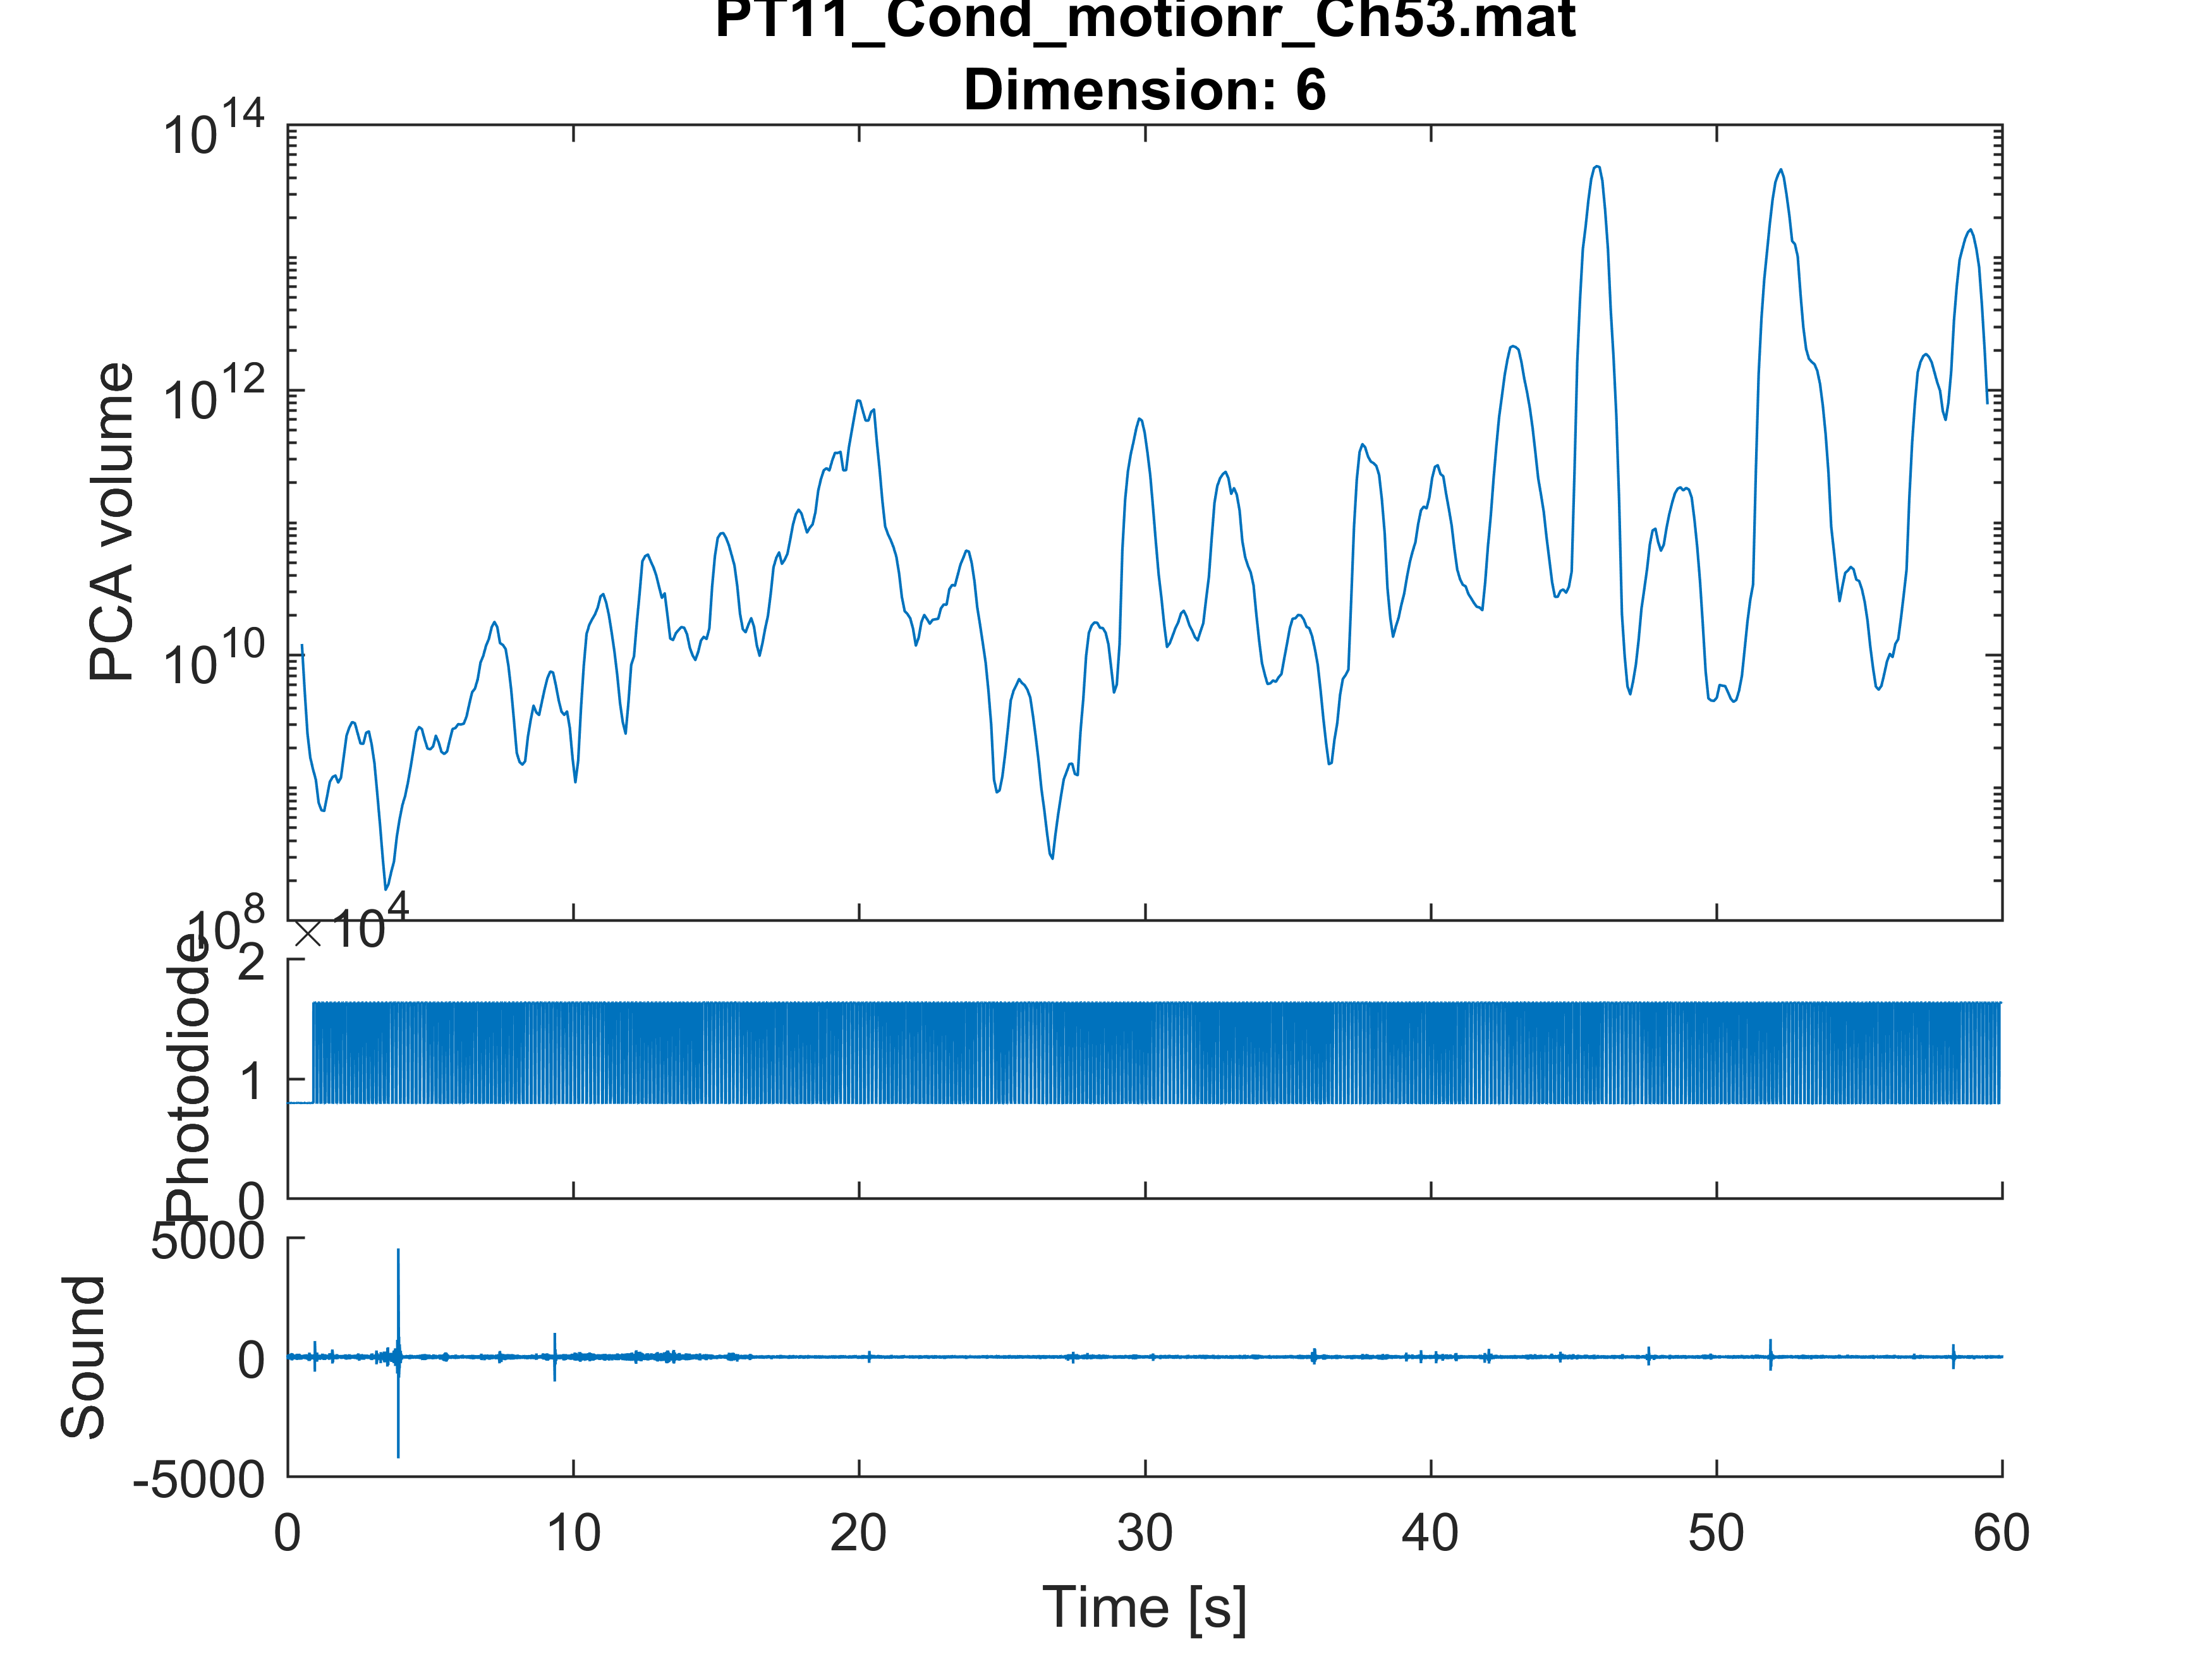 PT11_Cond_motionr_Ch53.mat
Dimension: 6
10^14
10^12
10^10
10^8
PCA volume
× 10^4
2
1
0
Photodiode
5000
0
-5000
Sound
0 10 20 30 40 50 60
Time [s]